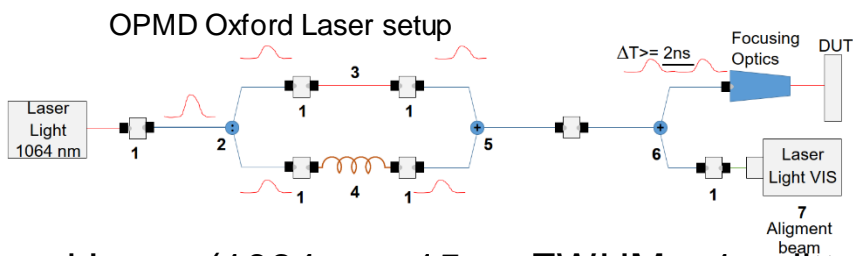 OPMD Oxford Laser setup
ΔT>= 2ns
Focusing
Optics
DUT
Laser
Light
1064 nm
1
2
:
1
3
1
1
4
1
+
5
+
6
1
Laser
Light VIS
7
Aligment
beam